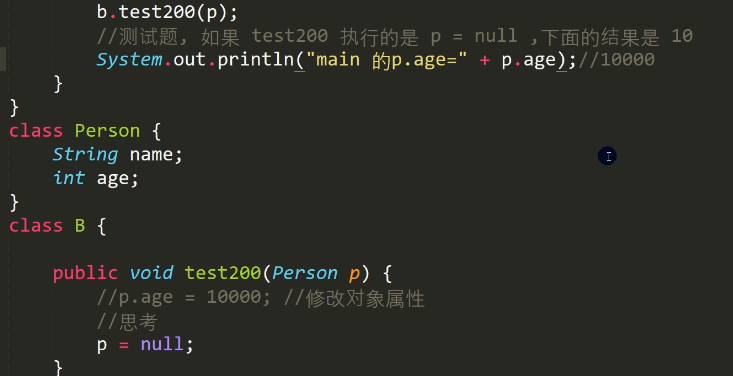 b.test200(p);
//测试题, 如果 test200 执行的是 p = null ,下面的结果是 10
System.out.println("main 的p.age=" + p.age);//10000
}
}
class Person {
String name;
int age;
}
class B {
public void test200(Person p) {
//p.age = 10000; //修改对象属性
//思考
p = null;
}